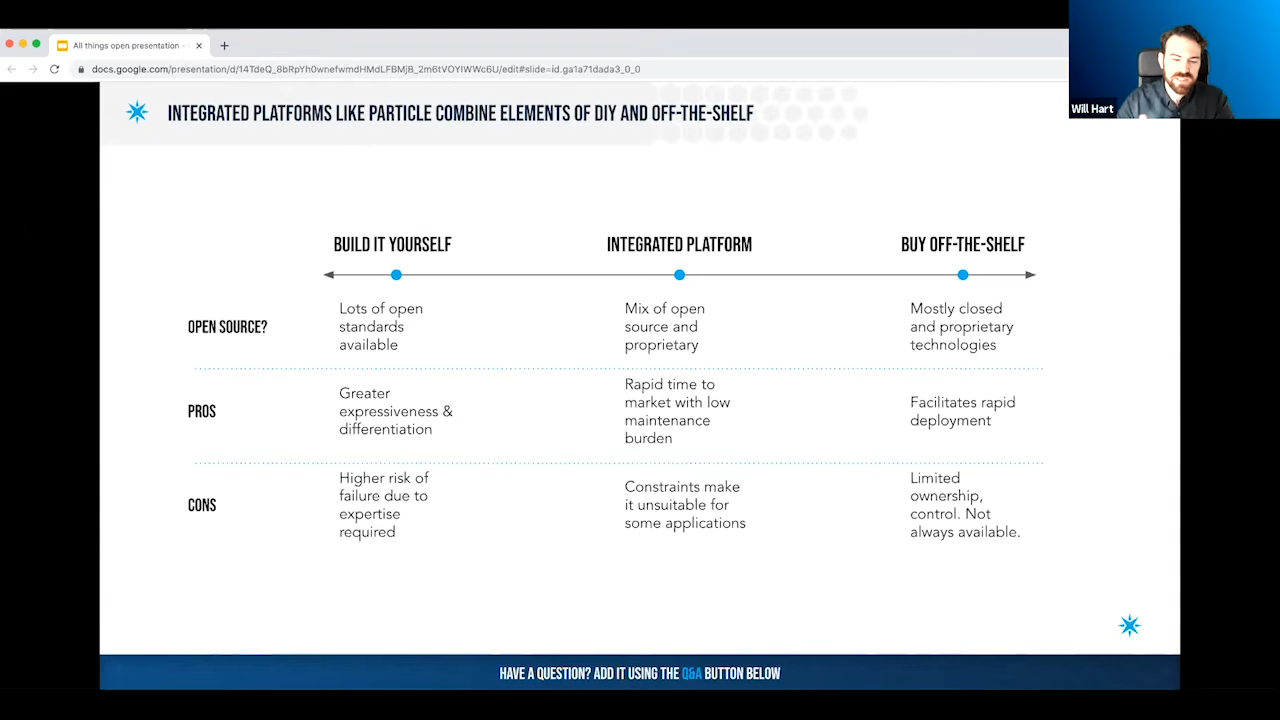 All things open presentation -
docs.google.com/presentation/d/14TdeQ_8bRpYh0wnefwmdHMdLFBMjB_2m6tVOYIWWc6U/edit#slide=id.ga1a71dada3_0_0
Will Hart
INTEGRATED PLATFORMS LIKE PARTICLE COMBINE ELEMENTS OF DIY AND OFF-THE-SHELF
BUILD IT YOURSELF
INTEGRATED PLATFORM
BUY OFF-THE-SHELF
OPEN SOURCE?
Lots of open
standards
available
Mix of open
source and
proprietary
Mostly closed
and proprietary
technologies
PROS
Greater
expressiveness &
differentiation
Rapid time to
market with low
maintenance
burden
Facilitates rapid
deployment
CONS
Higher risk of
failure due to
expertise
required
Constraints make
it unsuitable for
some applications
Limited
ownership,
control. Not
always available.
HAVE A QUESTION? ADD IT USING THE Q&A BUTTON BELOW